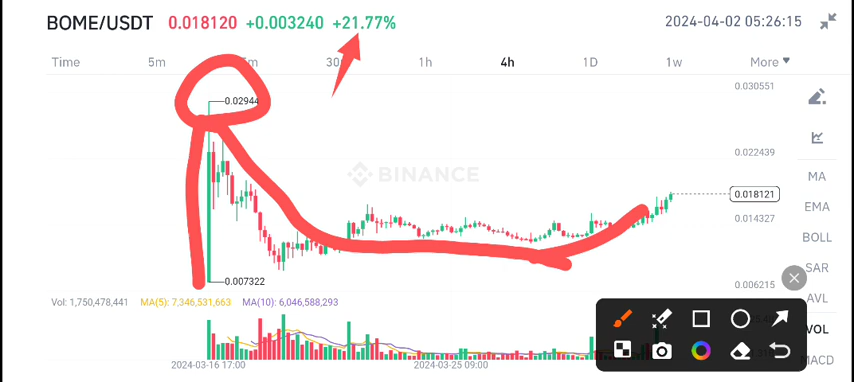 BOME/USDT 0.018120 +0.003240 +21.77% 2024-04-02 05:26:15
Time 5m 1h 4h 1D 1w More
0.030551
0.02944
0.022439
BINANCE
MA
0.018121
EMA
0.014327
BOLL
SAR
0.007322
0.006215
AVL
Vol: 1,750,478,441 MA(5): 7,346,531,663 MA(10): 6,046,588,293
VOL
MACD
2024-03-16 17:00 2024-03-25 09:00